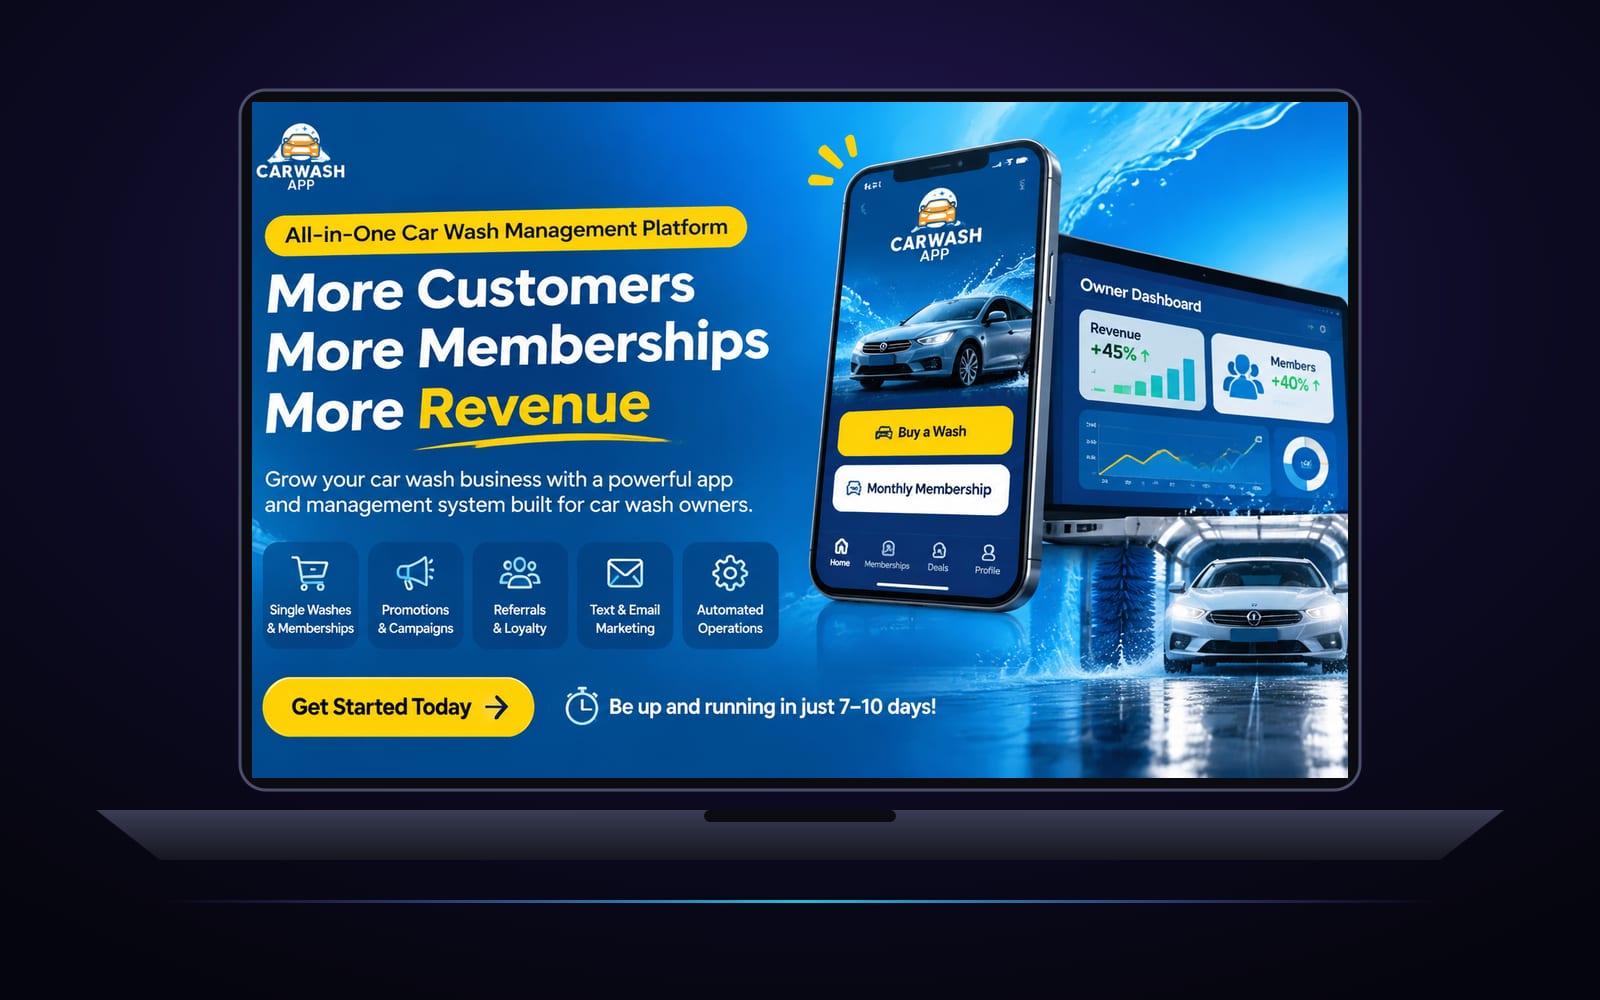 CARWASH
APP
All-in-One Car Wash Management Platform
More Customers
More Memberships
More Revenue
Grow your car wash business with a powerful app
and management system built for car wash owners.
Single Washes
& Memberships
Promotions
& Campaigns
Referrals
& Loyalty
Text & Email
Marketing
Automated
Operations
Get Started Today
Be up and running in just 7–10 days!
CARWASH
APP
Buy a Wash
Monthly Membership
Home
Memberships
Deals
Profile
Owner Dashboard
Revenue
+45%
Members
+40%